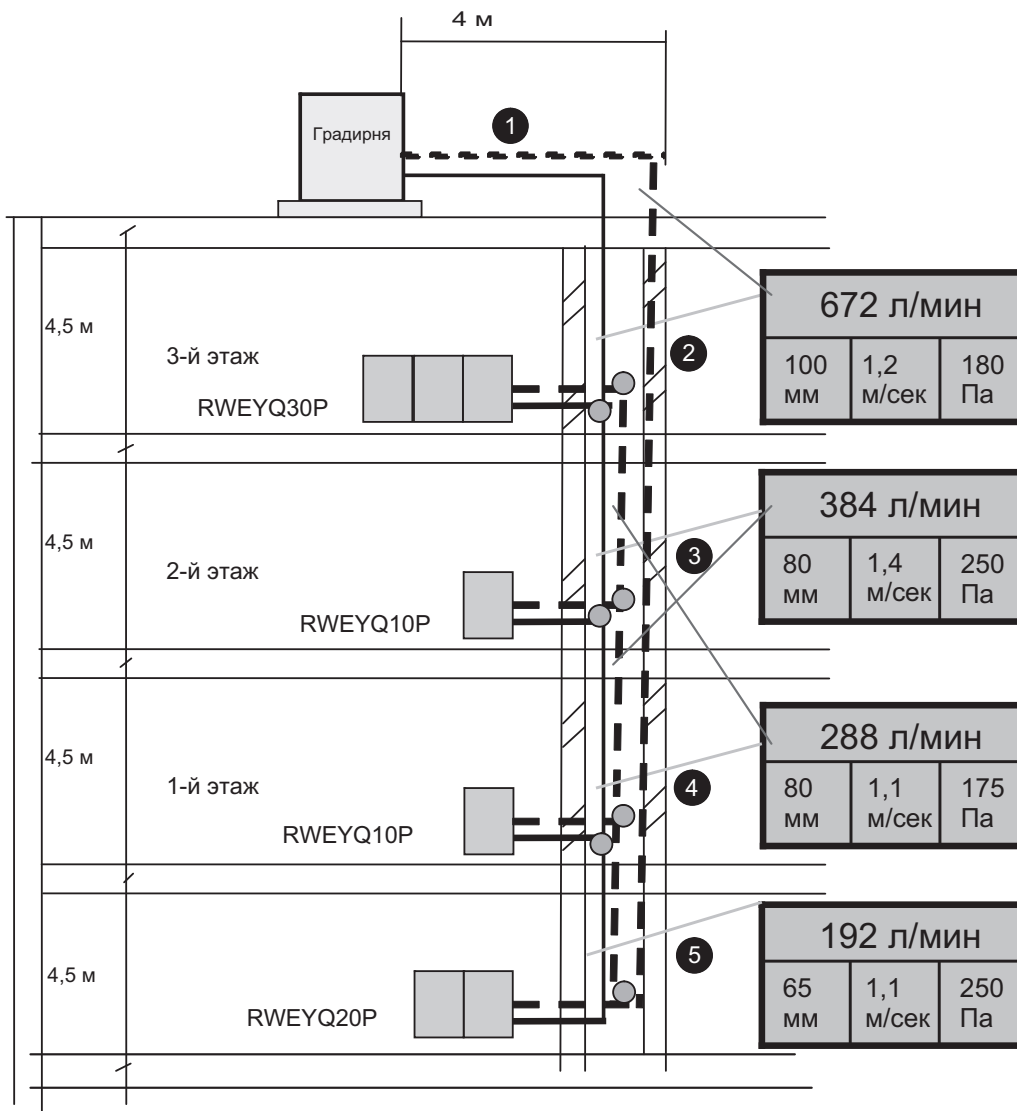 4 м
Градирня
1
672 л/мин
100 мм
1,2 м/сек
180 Па
4,5 м
3-й этаж
RWEYQ30P
2
384 л/мин
80 мм
1,4 м/сек
250 Па
4,5 м
2-й этаж
RWEYQ10P
3
288 л/мин
80 мм
1,1 м/сек
175 Па
4,5 м
1-й этаж
RWEYQ10P
4
192 л/мин
65 мм
1,1 м/сек
250 Па
4,5 м
RWEYQ20P
5